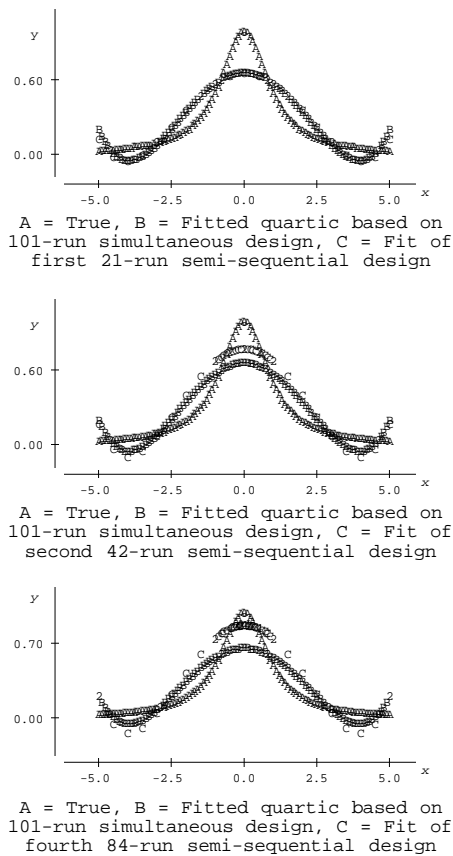 y
0.60
0.00
-5.0 -2.5 0.0 2.5 5.0 x
A = True, B = Fitted quartic based on
101-run simultaneous design, C = Fit of
first 21-run semi-sequential design
y
0.60
0.00
-5.0 -2.5 0.0 2.5 5.0 x
A = True, B = Fitted quartic based on
101-run simultaneous design, C = Fit of
second 42-run semi-sequential design
y
0.70
0.00
-5.0 -2.5 0.0 2.5 5.0 x
A = True, B = Fitted quartic based on
101-run simultaneous design, C = Fit of
fourth 84-run semi-sequential design